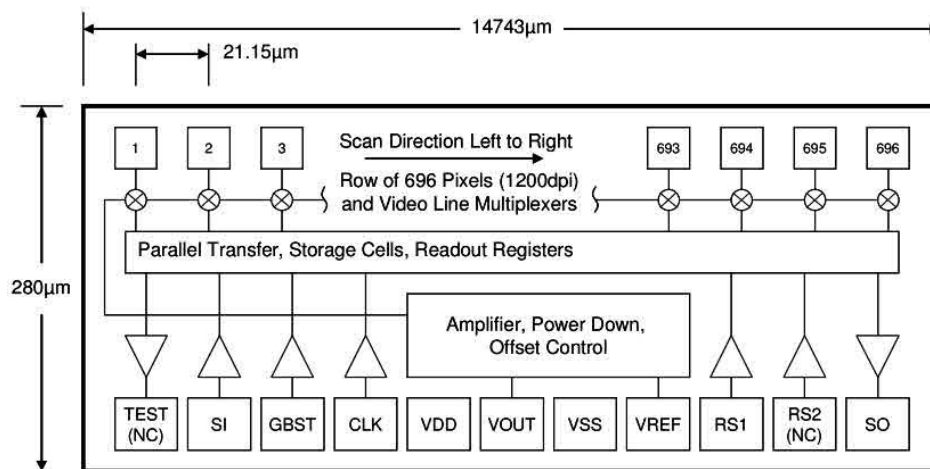 14743µm
21.15µm
1
2
3
Scan Direction Left to Right
693
694
695
696
Row of 696 Pixels (1200dpi)
and Video Line Multiplexers
Parallel Transfer, Storage Cells, Readout Registers
280µm
Amplifier, Power Down,
Offset Control
TEST
(NC)
SI
GBST
CLK
VDD
VOUT
VSS
VREF
RS1
RS2
(NC)
SO